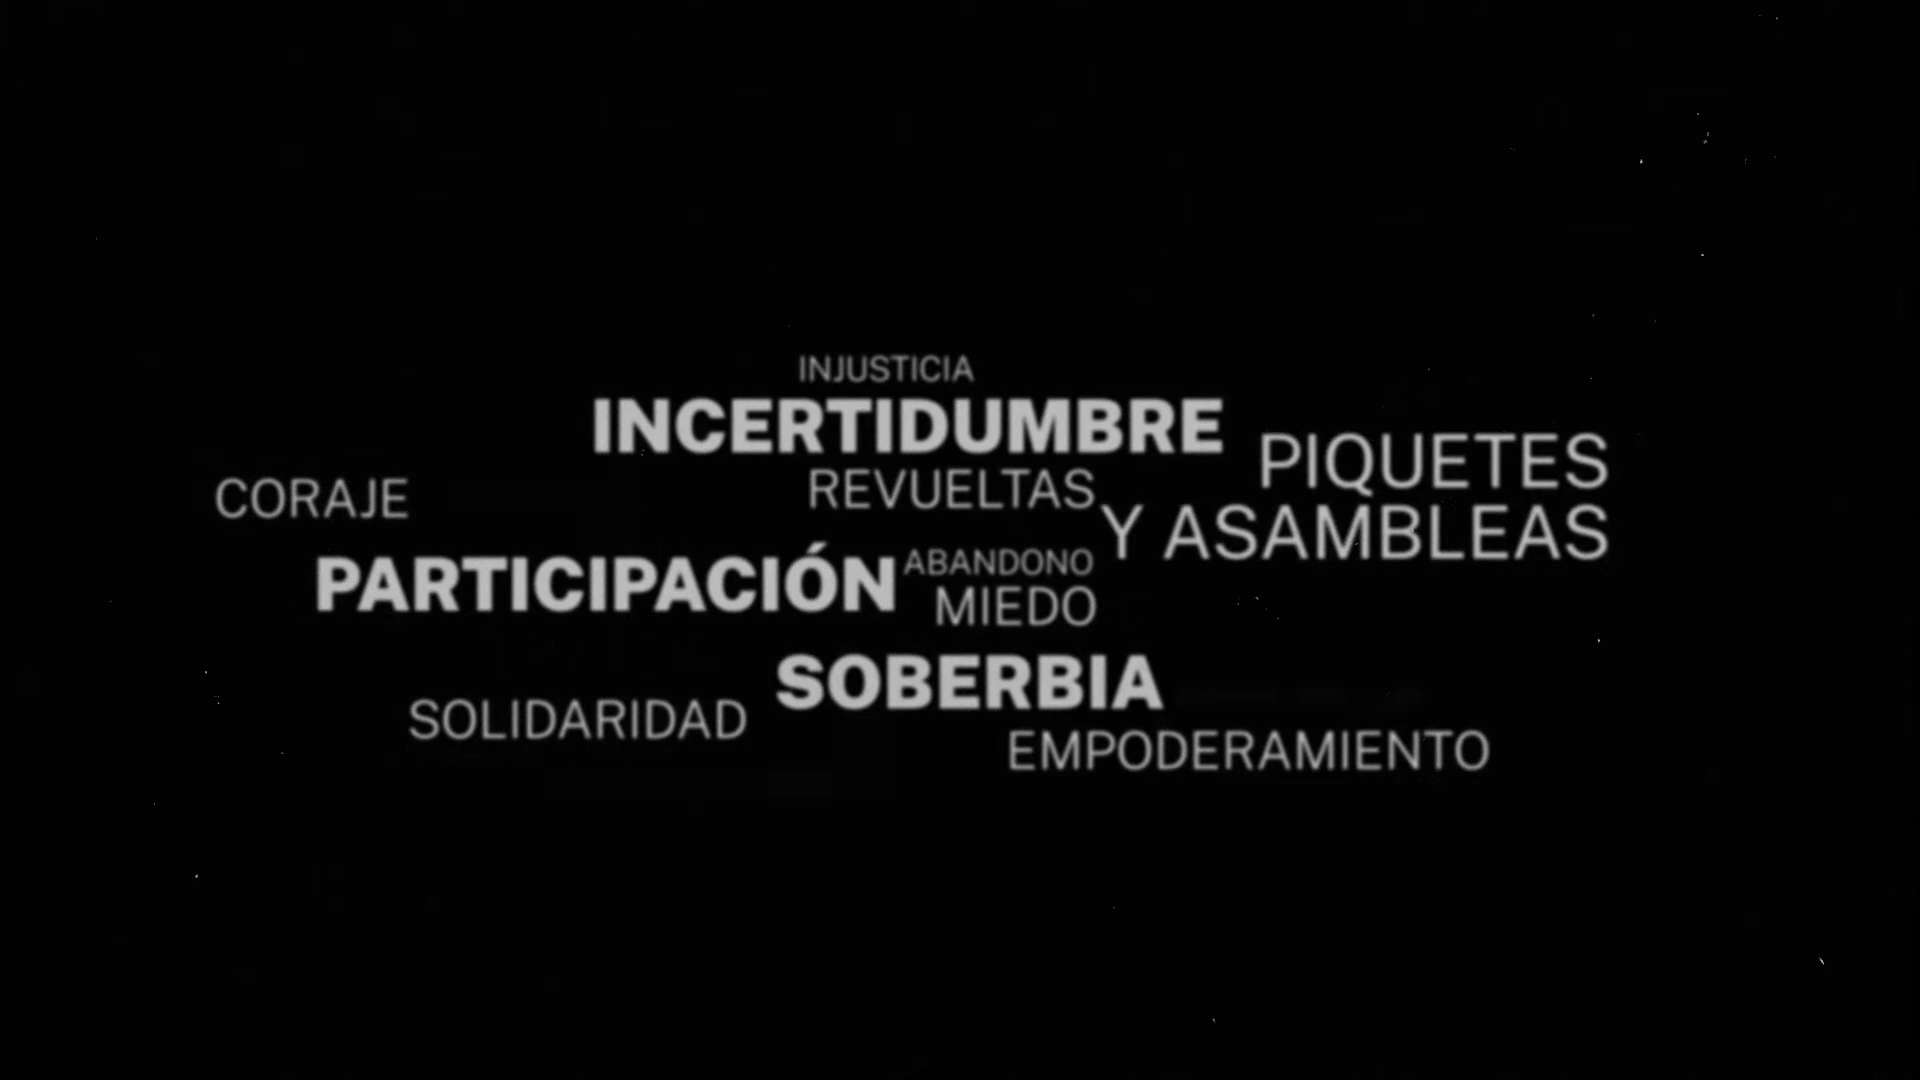 INJUSTICIA
INCERTIDUMBRE
PIQUETES
Y ASAMBLEAS
CORAJE
REVUELTAS
PARTICIPACIÓN
ABANDONO
MIEDO
SOBERBIA
SOLIDARIDAD
EMPODERAMIENTO